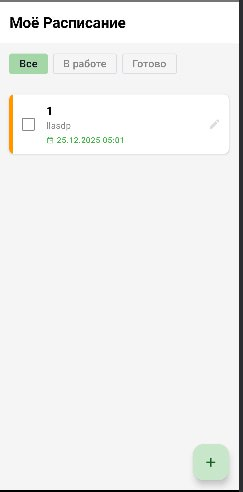 Моё Расписание
Все В работе Готово
1
llasdp
25.12.2025 05:01
+